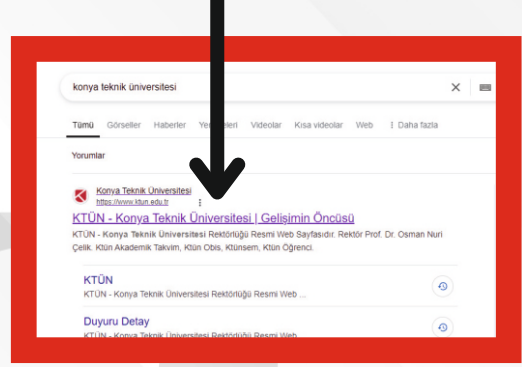 konya teknik üniversitesi
Tümü Görseller Haberler Videolar Kısa videolar Web Daha fazla
Yorumlar
Konya Teknik Üniversitesi
https://www.ktun.edu.tr
KTÜN - Konya Teknik Üniversitesi | Gelişimin Öncüsü
KTÜN - Konya Teknik Üniversitesi Rektörlüğü Resmi Web Sayfasıdır. Rektör Prof. Dr. Osman Nuri
Çelik. Ktün Akademik Takvim, Ktün Obis, Ktünsem, Ktün Öğrenci.
KTÜN
KTÜN - Konya Teknik Üniversitesi Rektörlüğü Resmi Web ...
Duyuru Detay
KTÜN - Konya Teknik Üniversitesi Rektörlüğü Resmi Web